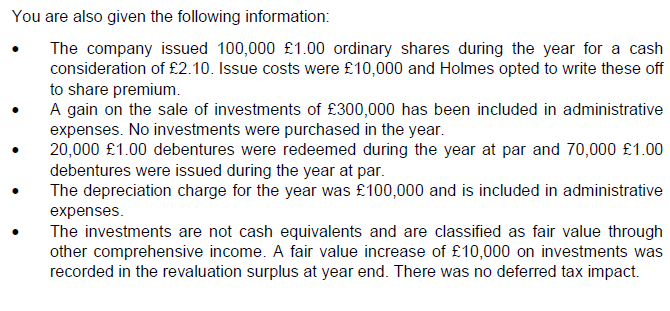 You are also given the following information:
• The company issued 100,000 £1.00 ordinary shares during the year for a cash
consideration of £2.10. Issue costs were £10,000 and Holmes opted to write these off
to share premium.
• A gain on the sale of investments of £300,000 has been included in administrative
expenses. No investments were purchased in the year.
• 20,000 £1.00 debentures were redeemed during the year at par and 70,000 £1.00
debentures were issued during the year at par.
• The depreciation charge for the year was £100,000 and is included in administrative
expenses.
• The investments are not cash equivalents and are classified as fair value through
other comprehensive income. A fair value increase of £10,000 on investments was
recorded in the revaluation surplus at year end. There was no deferred tax impact.